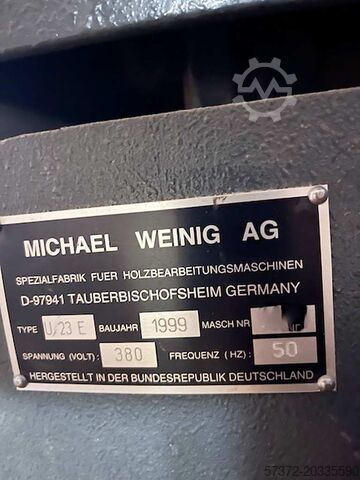 MICHAEL WEINIG AG
SPEZIALFABRIK FUER HOLZBEARBEITUNGSMASCHINEN
D-97941 TAUBERBISCHOFSHEIM GERMANY
TYPE U/23 E BAUJAHR 1999 MASCH NR
SPANNUNG (VOLT): 380 FREQUENZ (HZ): 50
HERGESTELLT IN DER BUNDESREPUBLIK DEUTSCHLAND
57372-20335590